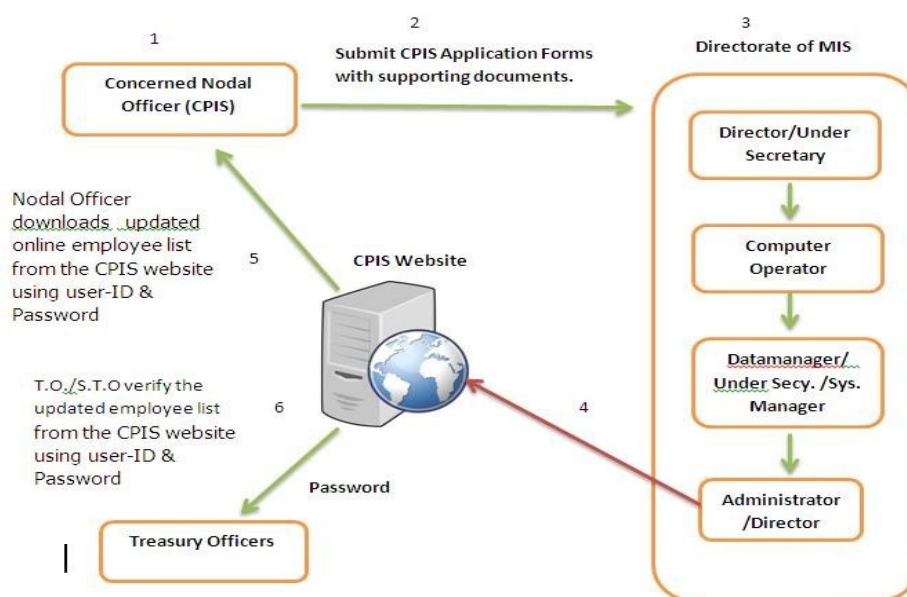 1
2
3
Concerned Nodal
Officer (CPIS)
Submit CPIS Application Forms
with supporting documents.
Directorate of MIS
Director/Under
Secretary
Computer
Operator
Datamanager/
Under Secy. /Sys.
Manager
Administrator
/Director
4
CPIS Website
Nodal Officer
downloads updated
online employee list
from the CPIS website
using user-ID &
Password
5
T.O./S.T.O verify the
updated employee list
from the CPIS website
using user-ID &
Password
6
Password
Treasury Officers